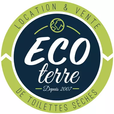 LOCATION & VENTE
ECO
terre
Depuis 2007
DE TOILETTES SÈCHES